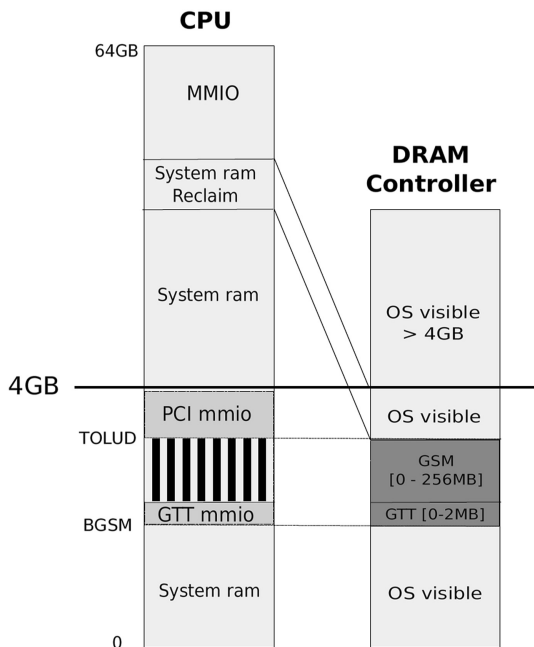 CPU
64GB
MMIO
System ram
Reclaim
System ram
DRAM
Controller
OS visible
> 4GB
4GB
PCI mmio
OS visible
TOLUD
GSM
[0 - 256MB]
GTT mmio
GTT [0-2MB]
BGSM
System ram
OS visible
0